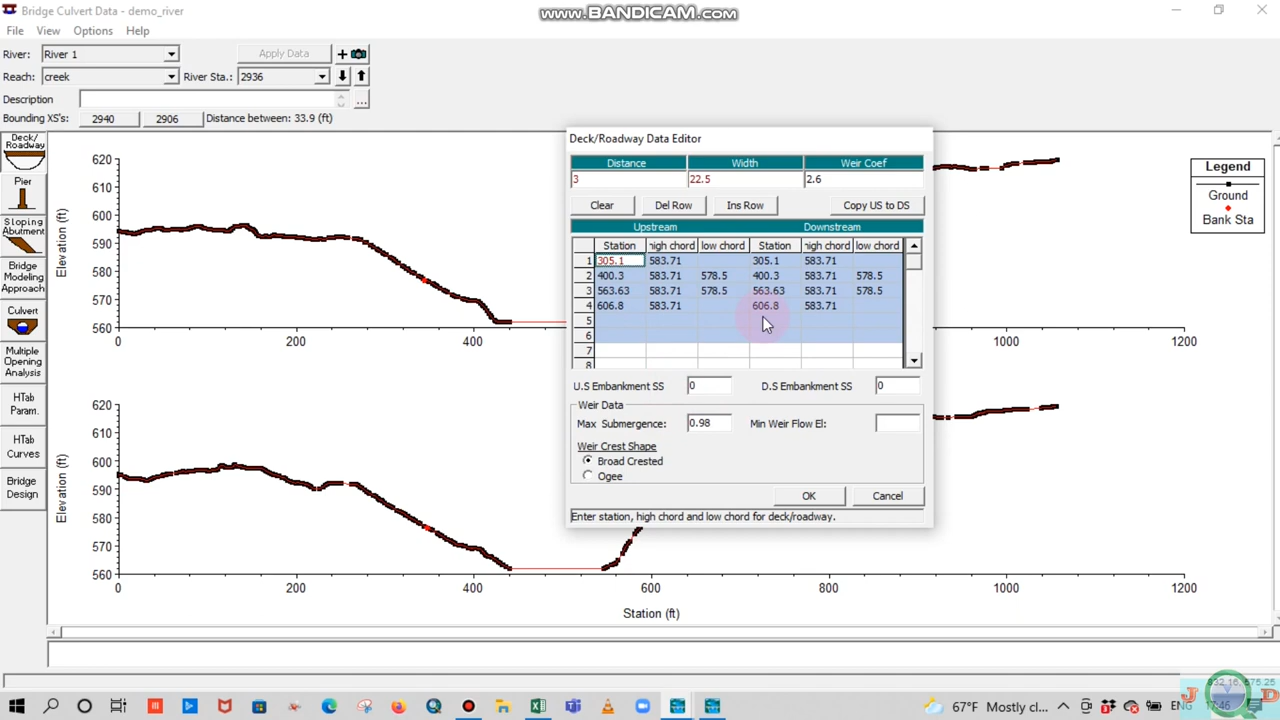 Bridge Culvert Data - demo_river
www.BANDICAM.com
File View Options Help
River: River 1 Apply Data +
Reach: creek River Sta.: 2936
Description ...
Bounding XS's: 2940 2906 Distance between: 33.9 (ft)
Deck/
Roadway
Pier
Sloping
Abutment
Bridge
Modeling
Approach
Culvert
Multiple
Opening
Analysis
HTab
Param.
HTab
Curves
Bridge
Design
Elevation (ft)
620
610
600
590
580
570
560
0 200 400 1000 1200
Legend
Ground
Bank Sta
Elevation (ft)
620
610
600
590
580
570
560
0 200 400 600 800 1000 1200
Station (ft)
Deck/Roadway Data Editor
Distance Width Weir Coef
3 22.5 2.6
Clear Del Row Ins Row Copy US to DS
Upstream Downstream
Station high chord low chord Station high chord low chord
1 305.1 583.71 305.1 583.71
2 400.3 583.71 578.5 400.3 583.71 578.5
3 563.63 583.71 578.5 563.63 583.71 578.5
4 606.8 583.71 606.8 583.71
5
6
7
8
U.S Embankment SS 0 D.S Embankment SS 0
Weir Data
Max Submergence: 0.98 Min Weir Flow El:
Weir Crest Shape
Broad Crested
Ogee
OK Cancel
Enter station, high chord and low chord for deck/roadway.
67°F Mostly cl... ENG 17:46